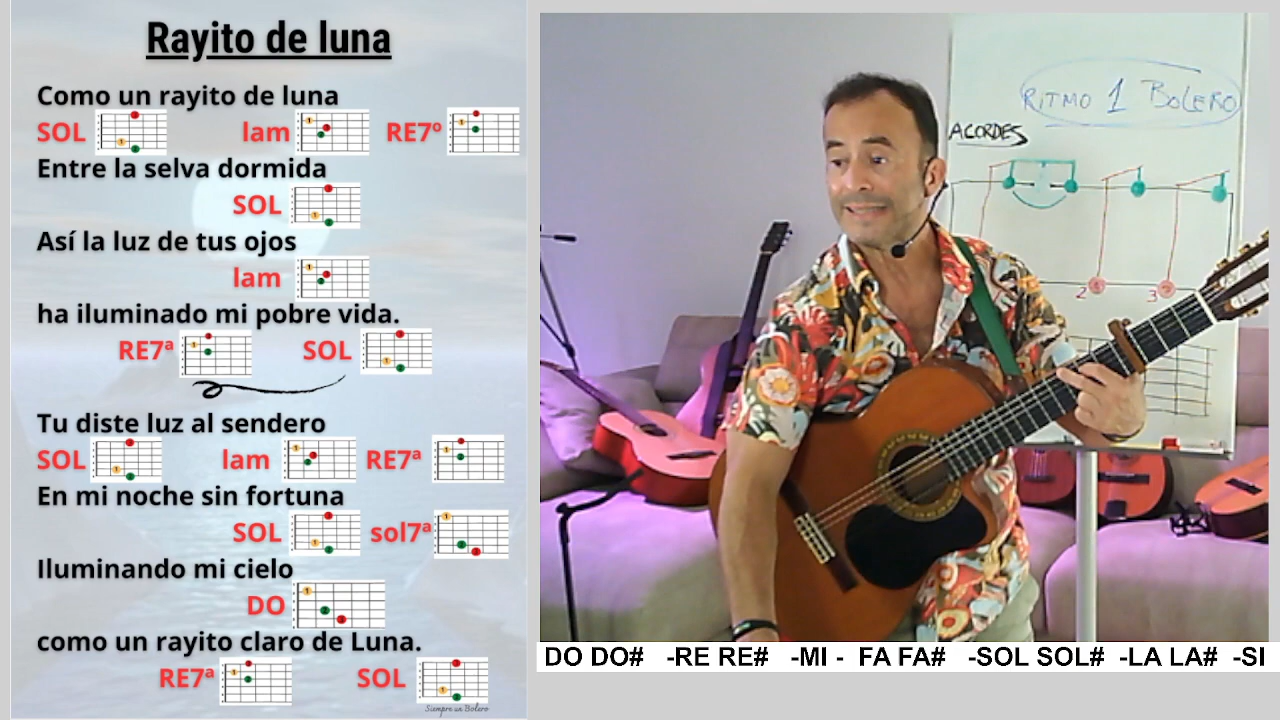 Rayito de luna
Como un rayito de luna
SOL lam RE7º
Entre la selva dormida
SOL
Así la luz de tus ojos
lam
ha iluminado mi pobre vida.
RE7ª SOL
Tu diste luz al sendero
SOL lam RE7ª
En mi noche sin fortuna
SOL sol7ª
Iluminando mi cielo
DO
como un rayito claro de Luna.
RE7ª SOL
Siempre un Bolero
RITMO 1 BOLERO
ACORDES
2 3
DO DO# -RE RE# -MI - FA FA# -SOL SOL# -LA LA# -SI